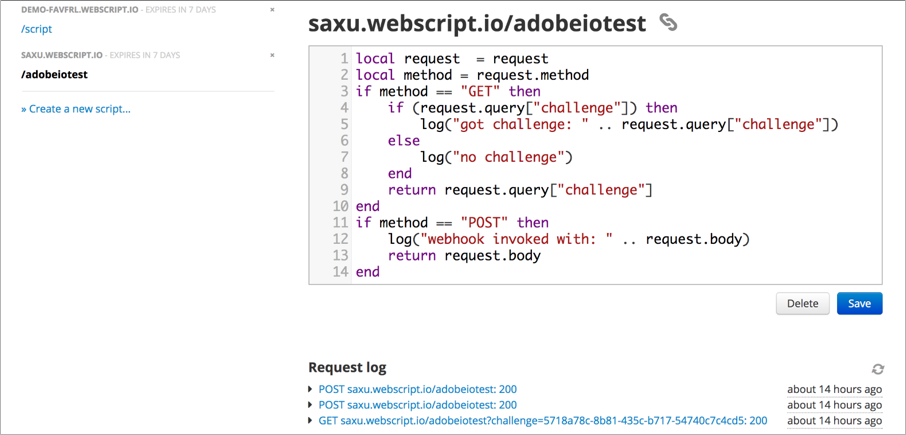 DEMO-FAVFRL.WEBSCRIPT.IO - EXPIRES IN 7 DAYS ×
/script
SAXU.WEBSCRIPT.IO - EXPIRES IN 7 DAYS ×
/adobeiotest
» Create a new script...
saxu.webscript.io/adobeiotest
1 local request  = request
2 local method = request.method
3 if method == "GET" then
4     if (request.query["challenge"]) then
5         log("got challenge: " .. request.query["challenge"])
6     else
7         log("no challenge")
8     end
9     return request.query["challenge"]
10 end
11 if method == "POST" then
12     log("webhook invoked with: " .. request.body)
13     return request.body
14 end
Delete Save
Request log
POST saxu.webscript.io/adobeiotest: 200 about 14 hours ago
POST saxu.webscript.io/adobeiotest: 200 about 14 hours ago
GET saxu.webscript.io/adobeiotest?challenge=5718a78c-8b81-435c-b717-54740c7c4cd5: 200 about 14 hours ago